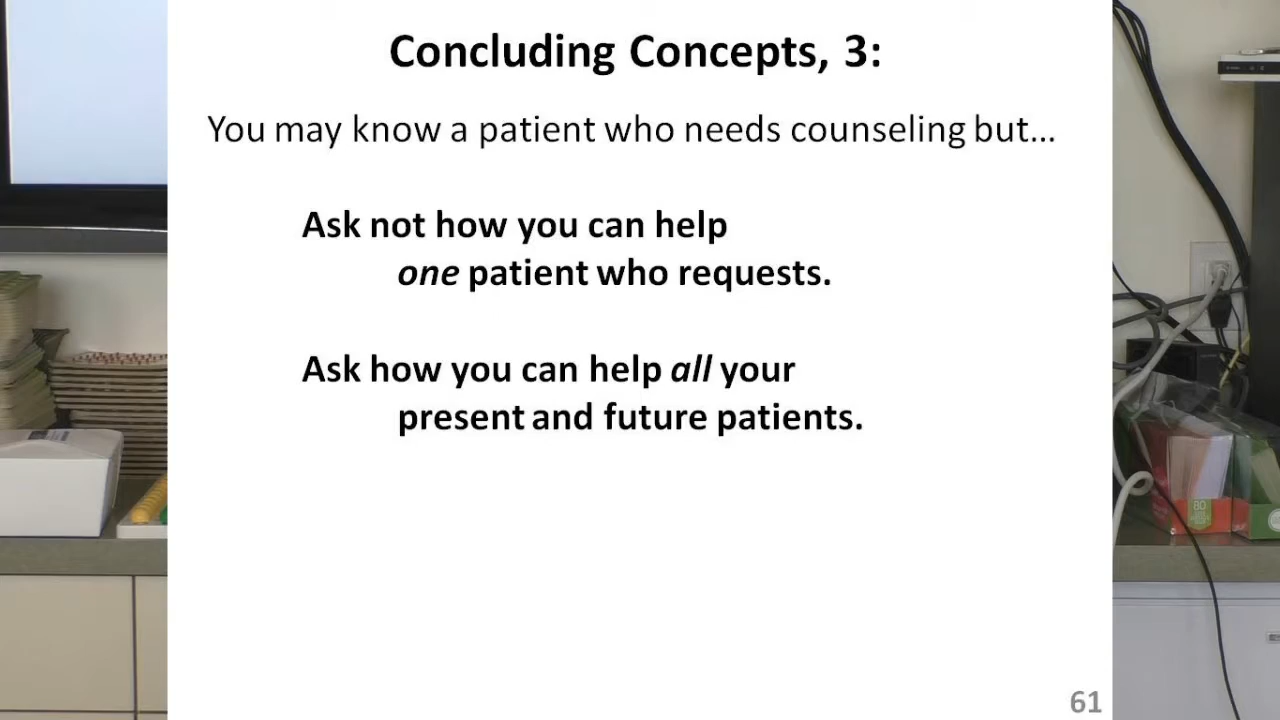 Concluding Concepts, 3:
You may know a patient who needs counseling but...
Ask not how you can help
one patient who requests.
Ask how you can help all your
present and future patients.
80
61